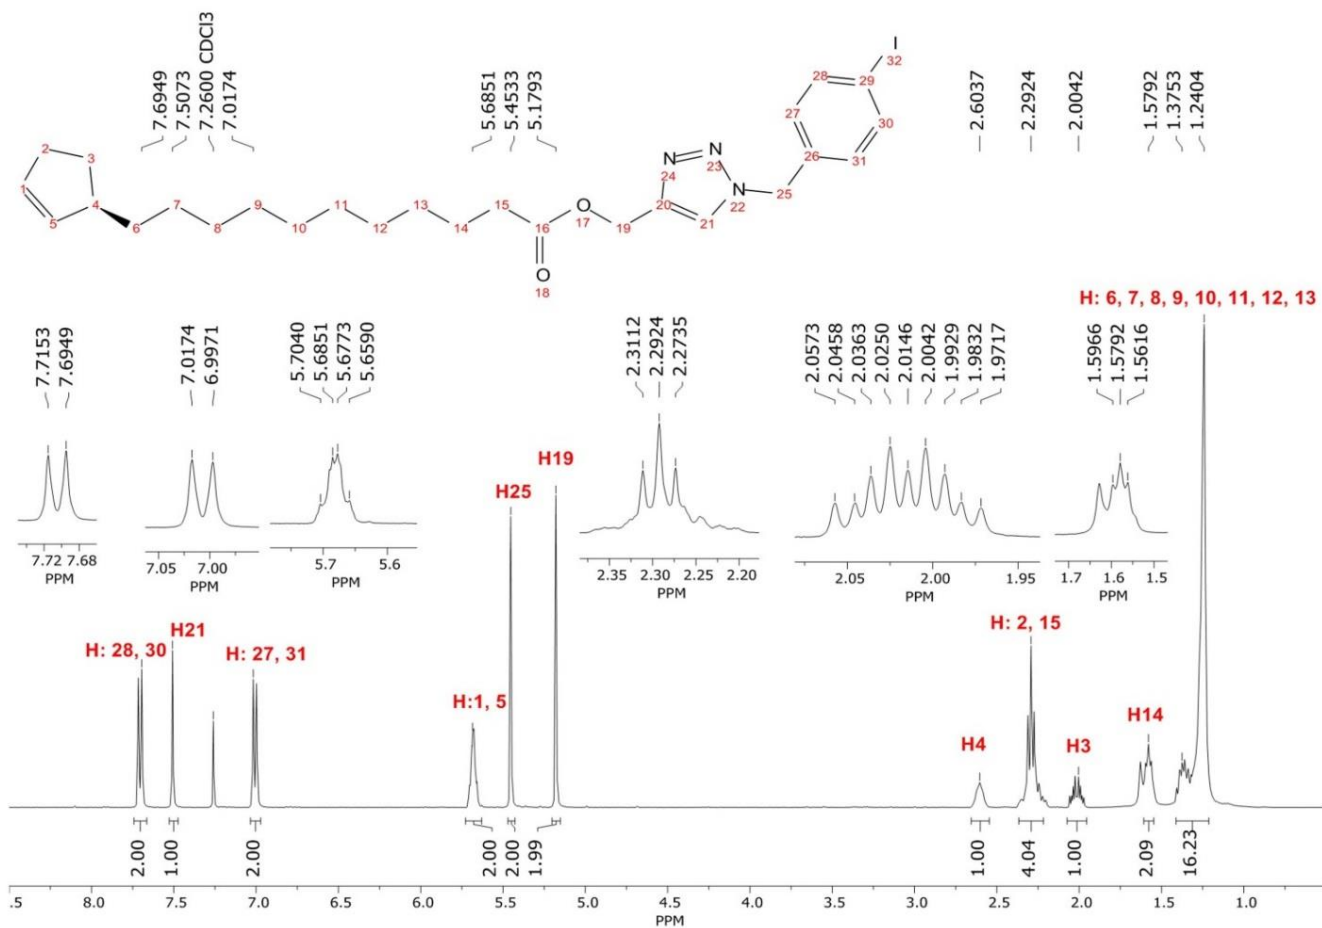 7.6949
7.5073
7.2600 CDCl3
7.0174
5.6851
5.4533
5.1793
2.6037
2.2924
2.0042
1.5792
1.3753
1.2404
I
32
28
29
27
30
26
31
25
N
24
N
23
N
22
20
21
19
O
17
16
O
18
15
14
13
12
11
10
9
8
7
6
5
4
3
2
1
H: 6, 7, 8, 9, 10, 11, 12, 13
7.7153
7.6949
7.72 7.68
PPM
7.0174
6.9971
7.05 7.00
PPM
5.7040
5.6851
5.6773
5.6590
5.7 5.6
PPM
2.3112
2.2924
2.2735
2.35 2.30 2.25 2.20
PPM
2.0573
2.0458
2.0363
2.0250
2.0146
2.0042
1.9929
1.9832
1.9717
2.05 2.00 1.95
PPM
1.5966
1.5792
1.5616
1.7 1.6 1.5
PPM
H: 28, 30
H21
H: 27, 31
H:1, 5
H25
H19
H4
H: 2, 15
H3
H14
2.00
1.00
2.00
2.00
2.00
1.99
1.00
4.04
1.00
2.09
16.23
.5 8.0 7.5 7.0 6.5 6.0 5.5 5.0 4.5 4.0 3.5 3.0 2.5 2.0 1.5 1.0
PPM